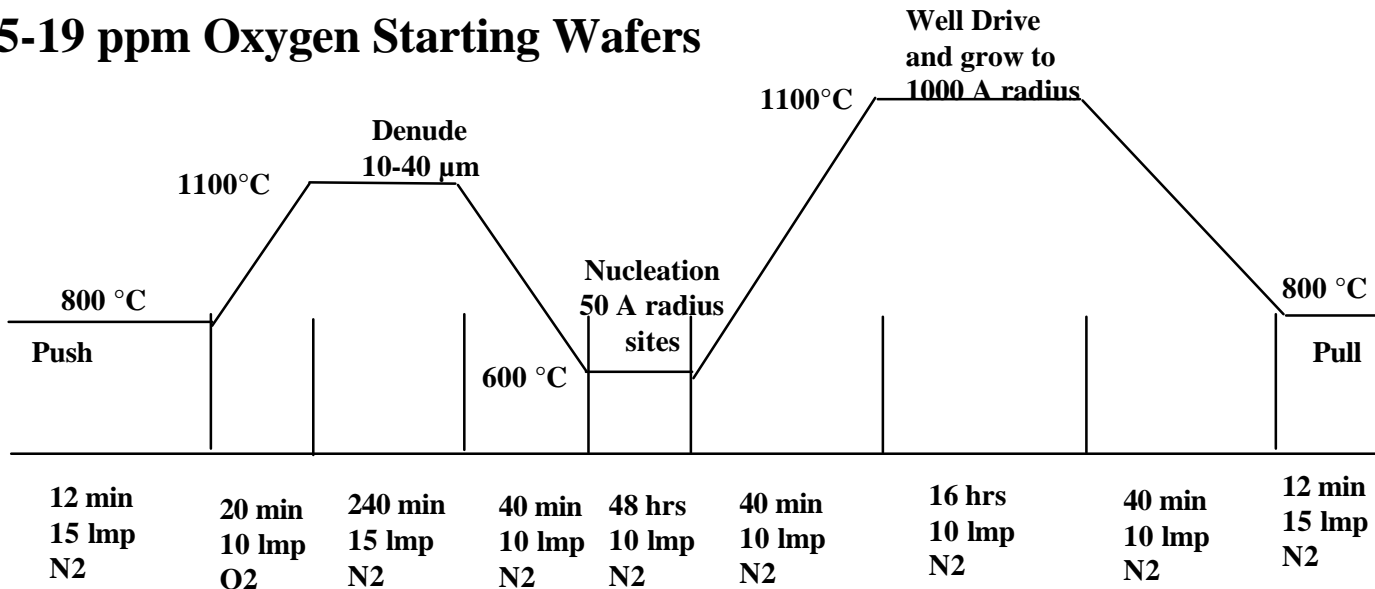 5-19 ppm Oxygen Starting Wafers
Well Drive
and grow to
1000 A radius
1100°C
Denude
10-40 µm
1100°C
Nucleation
50 A radius
sites
800 °C
800 °C
Push
Pull
600 °C
12 min
15 lmp
N2
20 min
10 lmp
O2
240 min
15 lmp
N2
40 min
10 lmp
N2
48 hrs
10 lmp
N2
40 min
10 lmp
N2
16 hrs
10 lmp
N2
40 min
10 lmp
N2
12 min
15 lmp
N2